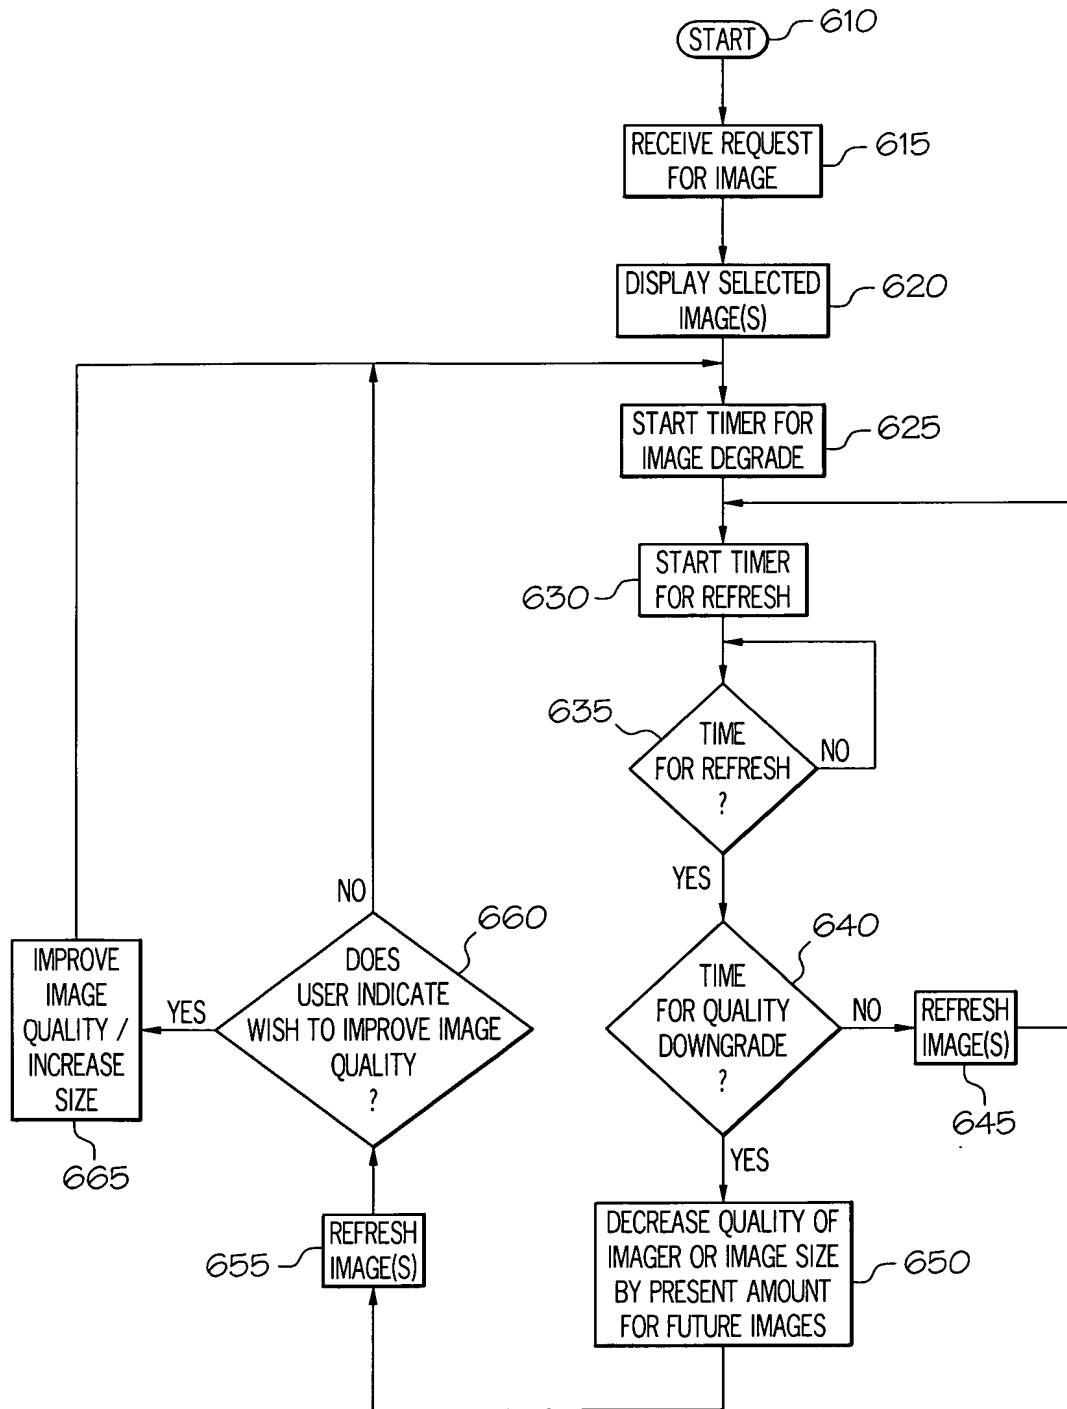 START
610
RECEIVE REQUEST
FOR IMAGE
615
DISPLAY SELECTED
IMAGE(S)
620
START TIMER FOR
IMAGE DEGRADE
625
START TIMER
FOR REFRESH
630
635
TIME
FOR REFRESH
?
NO
YES
640
TIME
FOR QUALITY
DOWNGRADE
?
NO
REFRESH
IMAGE(S)
645
YES
DECREASE QUALITY OF
IMAGER OR IMAGE SIZE
BY PRESENT AMOUNT
FOR FUTURE IMAGES
650
REFRESH
IMAGE(S)
655
660
DOES
USER INDICATE
WISH TO IMPROVE IMAGE
QUALITY
?
NO
YES
IMPROVE
IMAGE
QUALITY /
INCREASE
SIZE
665